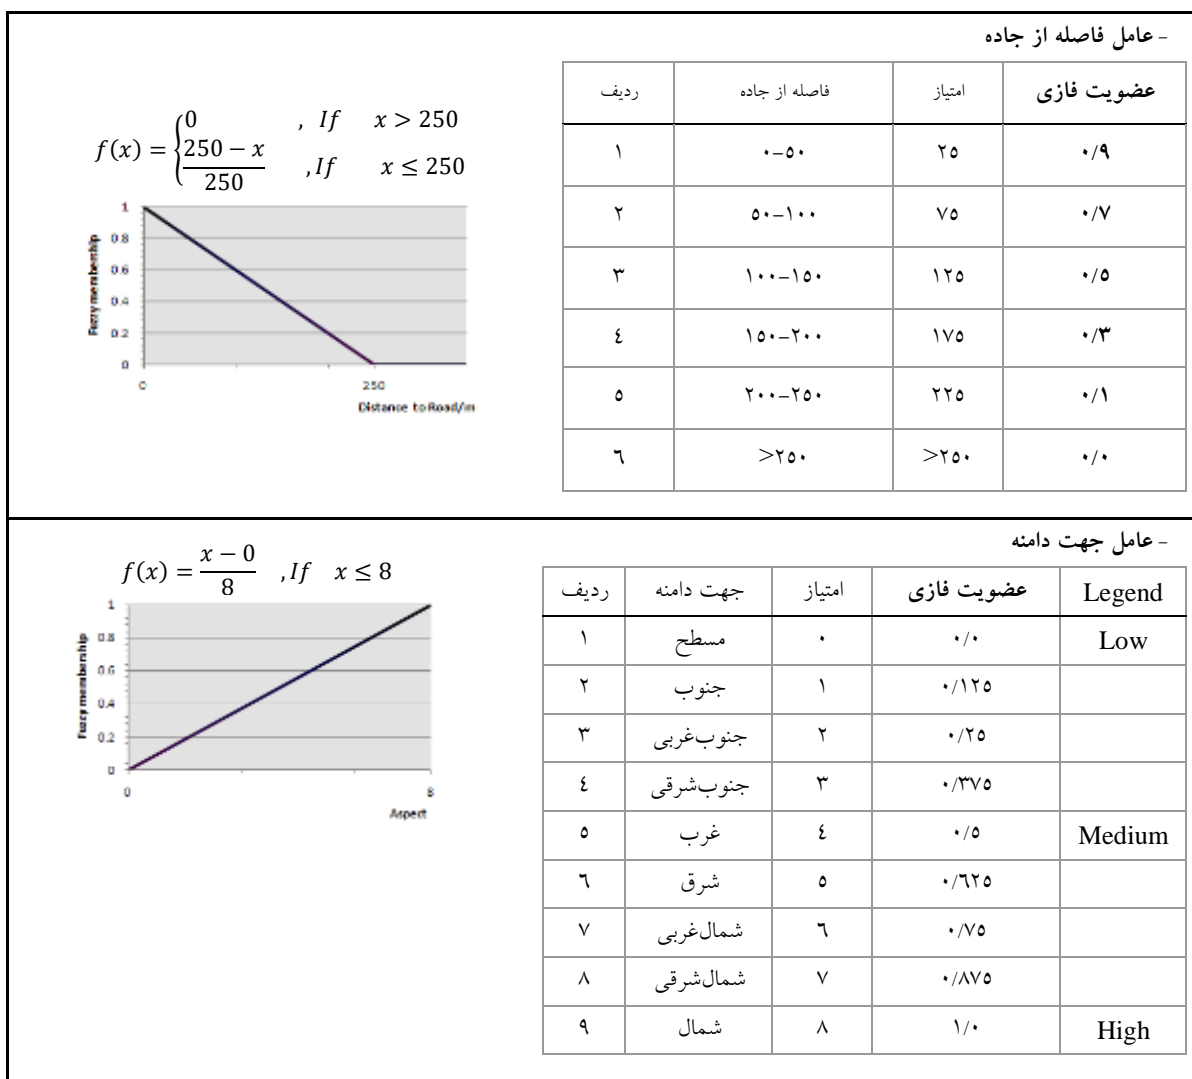 - عامل فاصله از جاده
f(x) = {0 , If x > 250
250 − x / 250 , If x ≤ 250
1
0.8
0.6
0.4
0.2
0
Fuzzy membership
0 250
Distance to Road/m
ردیف فاصله از جاده امتیاز عضویت فازی
۱ ۰-۵۰ ۲۵ ۰/۹
۲ ۵۰-۱۰۰ ۷۵ ۰/۷
۳ ۱۰۰-۱۵۰ ۱۲۵ ۰/۵
٤ ۱۵۰-۲۰۰ ۱۷۵ ۰/۳
۵ ۲۰۰-۲۵۰ ۲۲۵ ۰/۱
٦ >۲۵۰ >۲۵۰ ۰/۰
- عامل جهت دامنه
f(x) = x − 0 / 8 , If x ≤ 8
1
0.8
0.6
0.4
0.2
0
Fuzzy membership
0 8
Aspect
ردیف جهت دامنه امتیاز عضویت فازی Legend
۱ مسطح ۰ ۰/۰ Low
۲ جنوب ۱ ۰/۱۲۵
۳ جنوب‌غربی ۲ ۰/۲۵
٤ جنوب‌شرقی ۳ ۰/۳۷۵
۵ غرب ٤ ۰/۵ Medium
٦ شرق ۵ ۰/٦۲۵
۷ شمال‌غربی ٦ ۰/۷۵
۸ شمال‌شرقی ۷ ۰/۸۷۵
۹ شمال ۸ ۱/۰ High